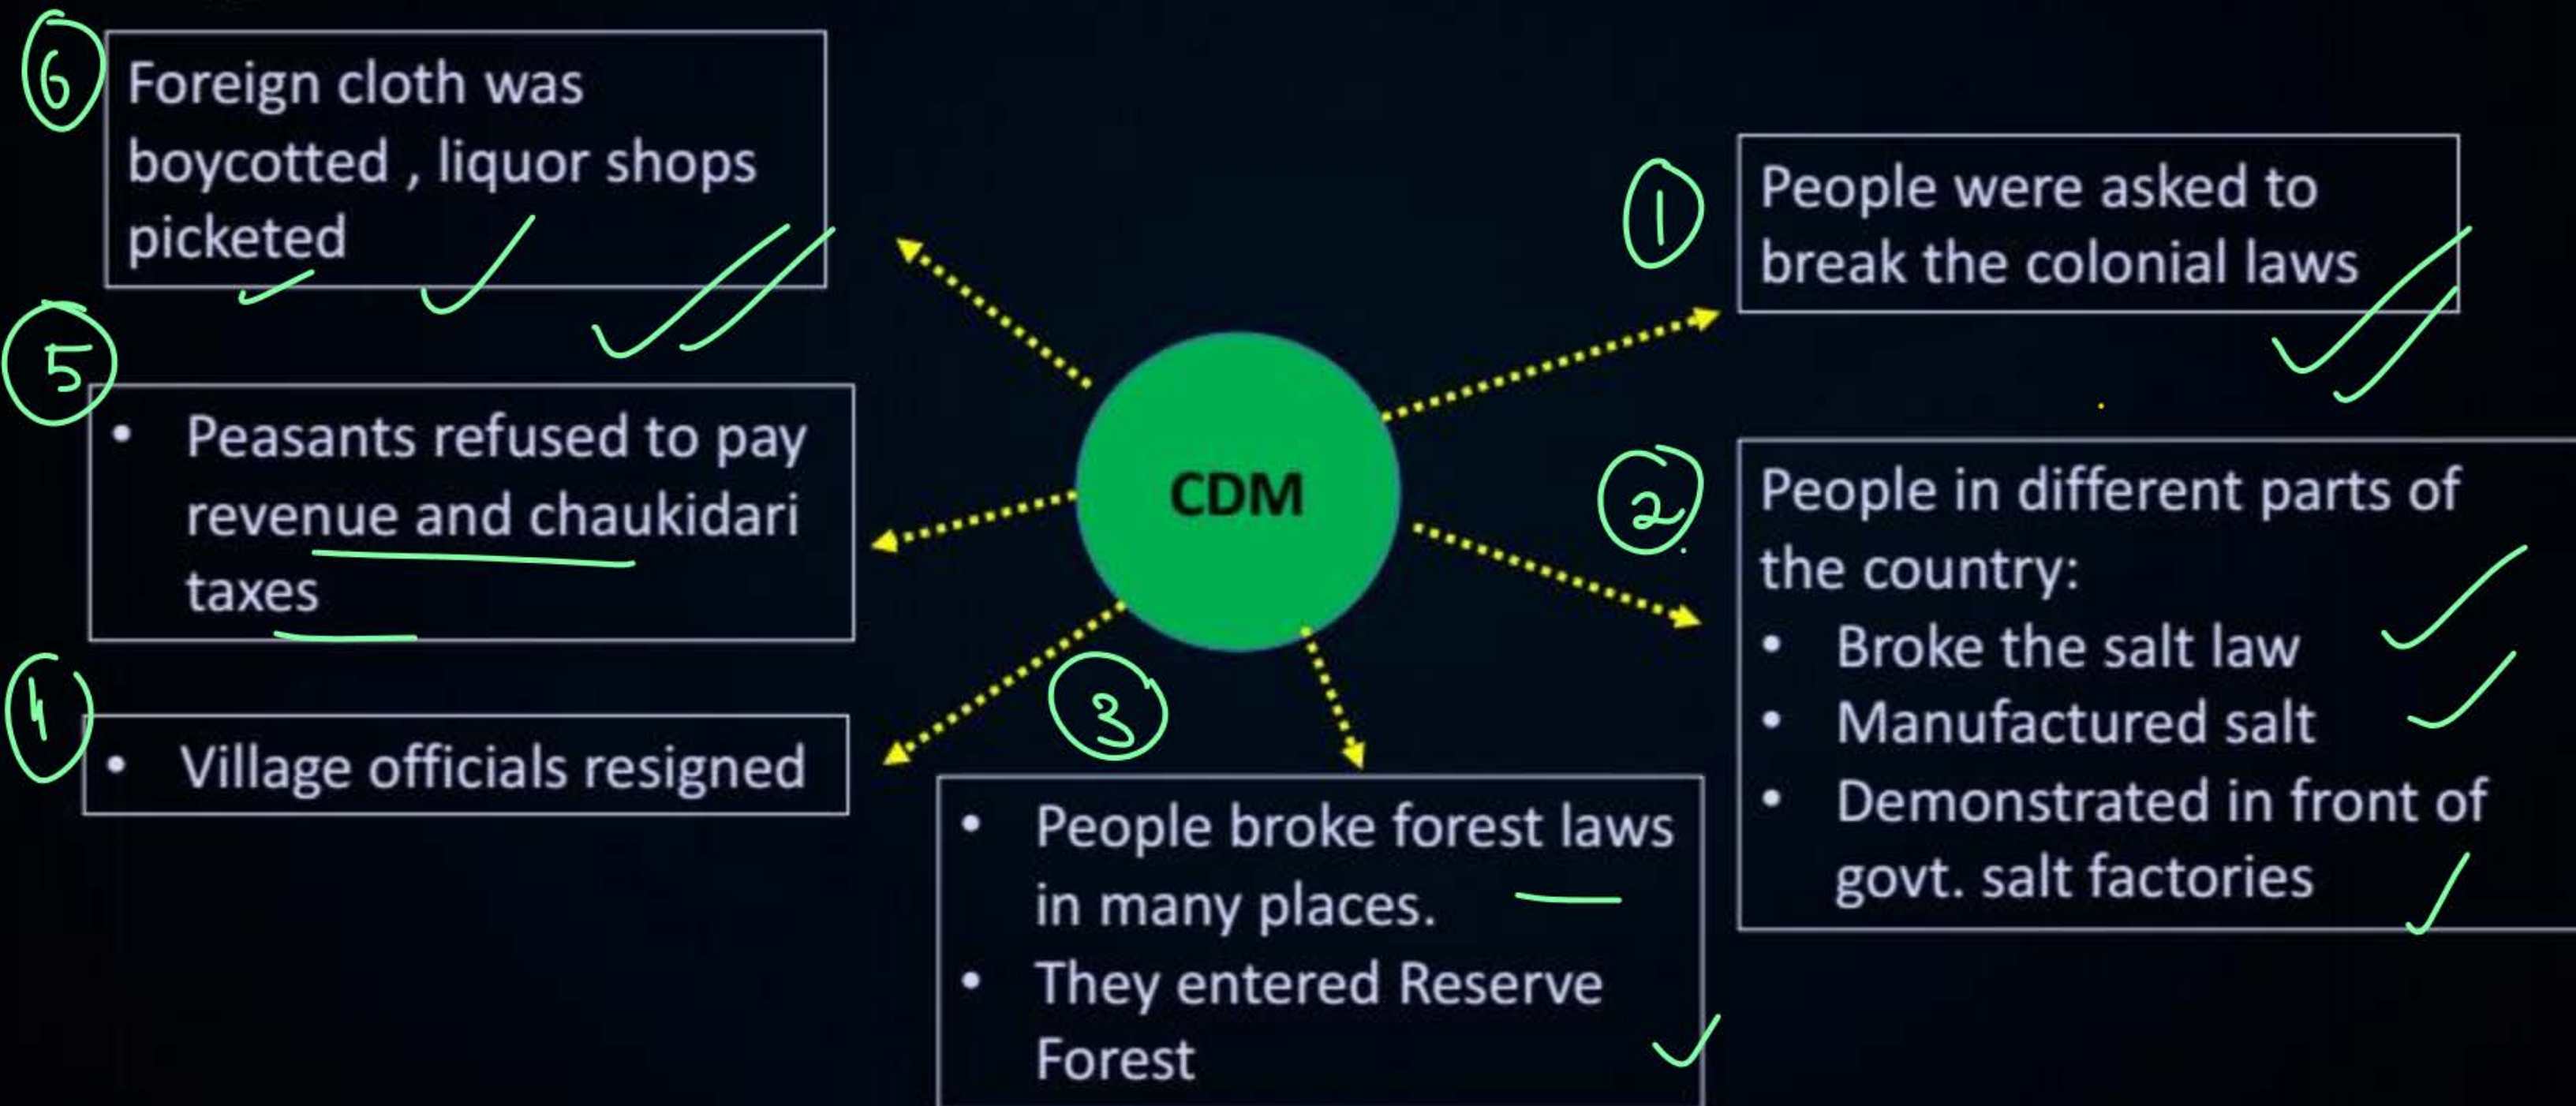 6
Foreign cloth was
boycotted , liquor shops
picketed
5
• Peasants refused to pay
revenue and chaukidari
taxes
4
• Village officials resigned
CDM
1
People were asked to
break the colonial laws
2
People in different parts of
the country:
• Broke the salt law
• Manufactured salt
• Demonstrated in front of
govt. salt factories
3
• People broke forest laws
in many places.
• They entered Reserve
Forest